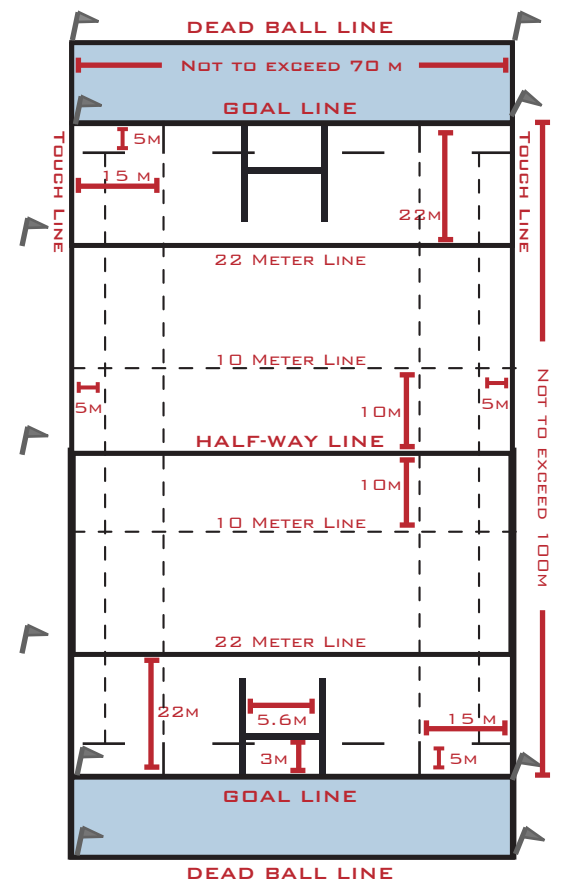 DEAD BALL LINE
NOT TO EXCEED 70 M
GOAL LINE
5M
TOUCH LINE
TOUCH LINE
15 M
22M
22 METER LINE
10 METER LINE
5M
5M
10M
NOT TO EXCEED 100M
HALF-WAY LINE
10M
10 METER LINE
22 METER LINE
22M
5.6M
15 M
3M
5M
GOAL LINE
DEAD BALL LINE